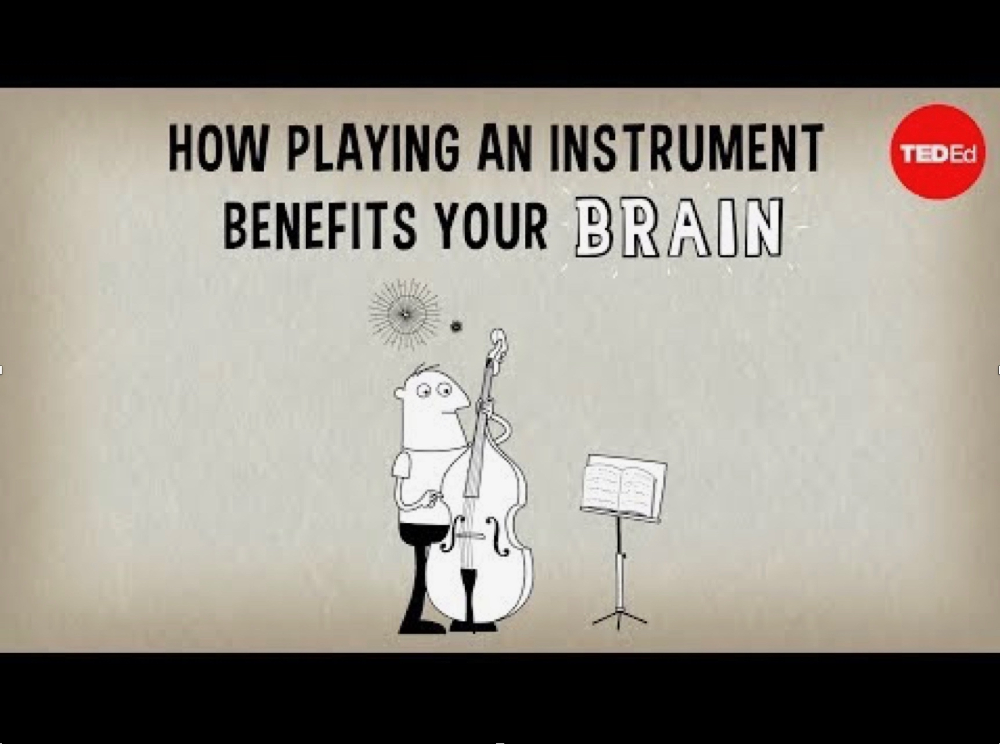 HOW PLAYING AN INSTRUMENT
BENEFITS YOUR BRAIN
TEDEd